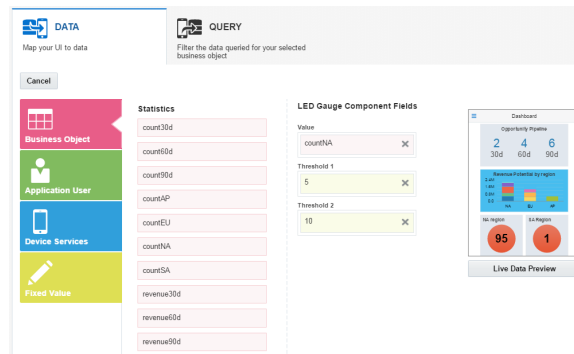 DATA
Map your UI to data
QUERY
Filter the data queried for your selected
business object
Cancel
Business Object
Application User
Device Services
Fixed Value
Statistics
count30d
count60d
count90d
countAP
countEU
countNA
countSA
revenue30d
revenue60d
revenue90d
LED Gauge Component Fields
Value
countNA
Threshold 1
5
Threshold 2
10
Dashboard
Opportunity Pipeline
2 4 6
30d 60d 90d
Revenue Potential by region
NA EU AP
NA region SA Region
95 1
Live Data Preview